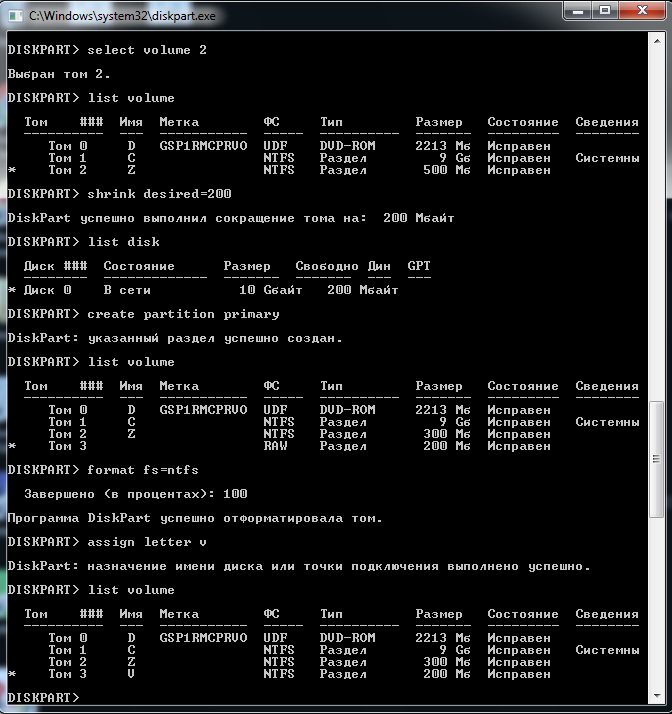 C:\Windows\system32\diskpart.exe
DISKPART> select volume 2
Выбран том 2.
DISKPART> list volume
Том ### Имя Метка ФС Тип Размер Состояние Сведения
---------- --- ----------- ----- ---------- ------- --------- --------
Том 0 D GSP1RMCPRVO UDF DVD-ROM 2213 Мб Исправен
Том 1 C NTFS Раздел 9 Gб Исправен Системны
* Том 2 Z NTFS Раздел 500 Mб Исправен
DISKPART> shrink desired=200
DiskPart успешно выполнил сокращение тома на: 200 Мбайт
DISKPART> list disk
Диск ### Состояние Размер Свободно Дин GPT
-------- ------------- ------- ------- --- ---
* Диск 0 В сети 10 Gбайт 200 Mбайт
DISKPART> create partition primary
DiskPart: указанный раздел успешно создан.
DISKPART> list volume
Том ### Имя Метка ФС Тип Размер Состояние Сведения
---------- --- ----------- ----- ---------- ------- --------- --------
Том 0 D GSP1RMCPRVO UDF DVD-ROM 2213 Мб Исправен
Том 1 C NTFS Раздел 9 Gб Исправен Системны
Том 2 Z NTFS Раздел 300 Mб Исправен
* Том 3 RAW Раздел 200 Mб Исправен
DISKPART> format fs=ntfs
Завершено (в процентах): 100
Программа DiskPart успешно отформатировала том.
DISKPART> assign letter v
DiskPart: назначение имени диска или точки подключения выполнено успешно.
DISKPART> list volume
Том ### Имя Метка ФС Тип Размер Состояние Сведения
---------- --- ----------- ----- ---------- ------- --------- --------
Том 0 D GSP1RMCPRVO UDF DVD-ROM 2213 Мб Исправен
Том 1 C NTFS Раздел 9 Gб Исправен Системны
Том 2 Z NTFS Раздел 300 Mб Исправен
* Том 3 V NTFS Раздел 200 Mб Исправен
DISKPART>